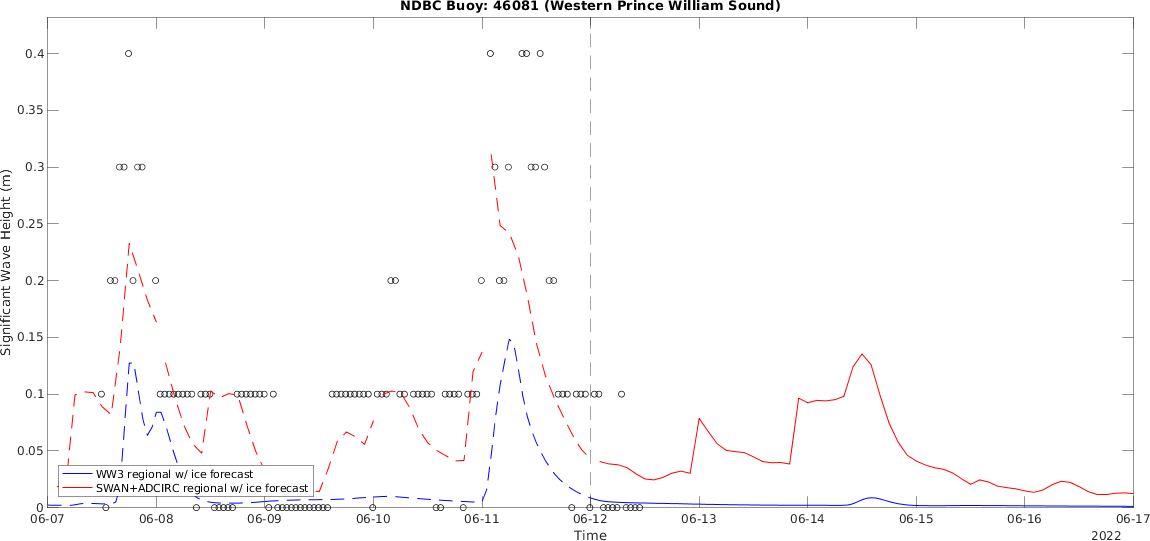 NDBC Buoy: 46081 (Western Prince William Sound)
Significant Wave Height (m)
0.4
0.35
0.3
0.25
0.2
0.15
0.1
0.05
0
WW3 regional w/ ice forecast
SWAN+ADCIRC regional w/ ice forecast
06-07 06-08 06-09 06-10 06-11 06-12 06-13 06-14 06-15 06-16 06-17
Time
2022